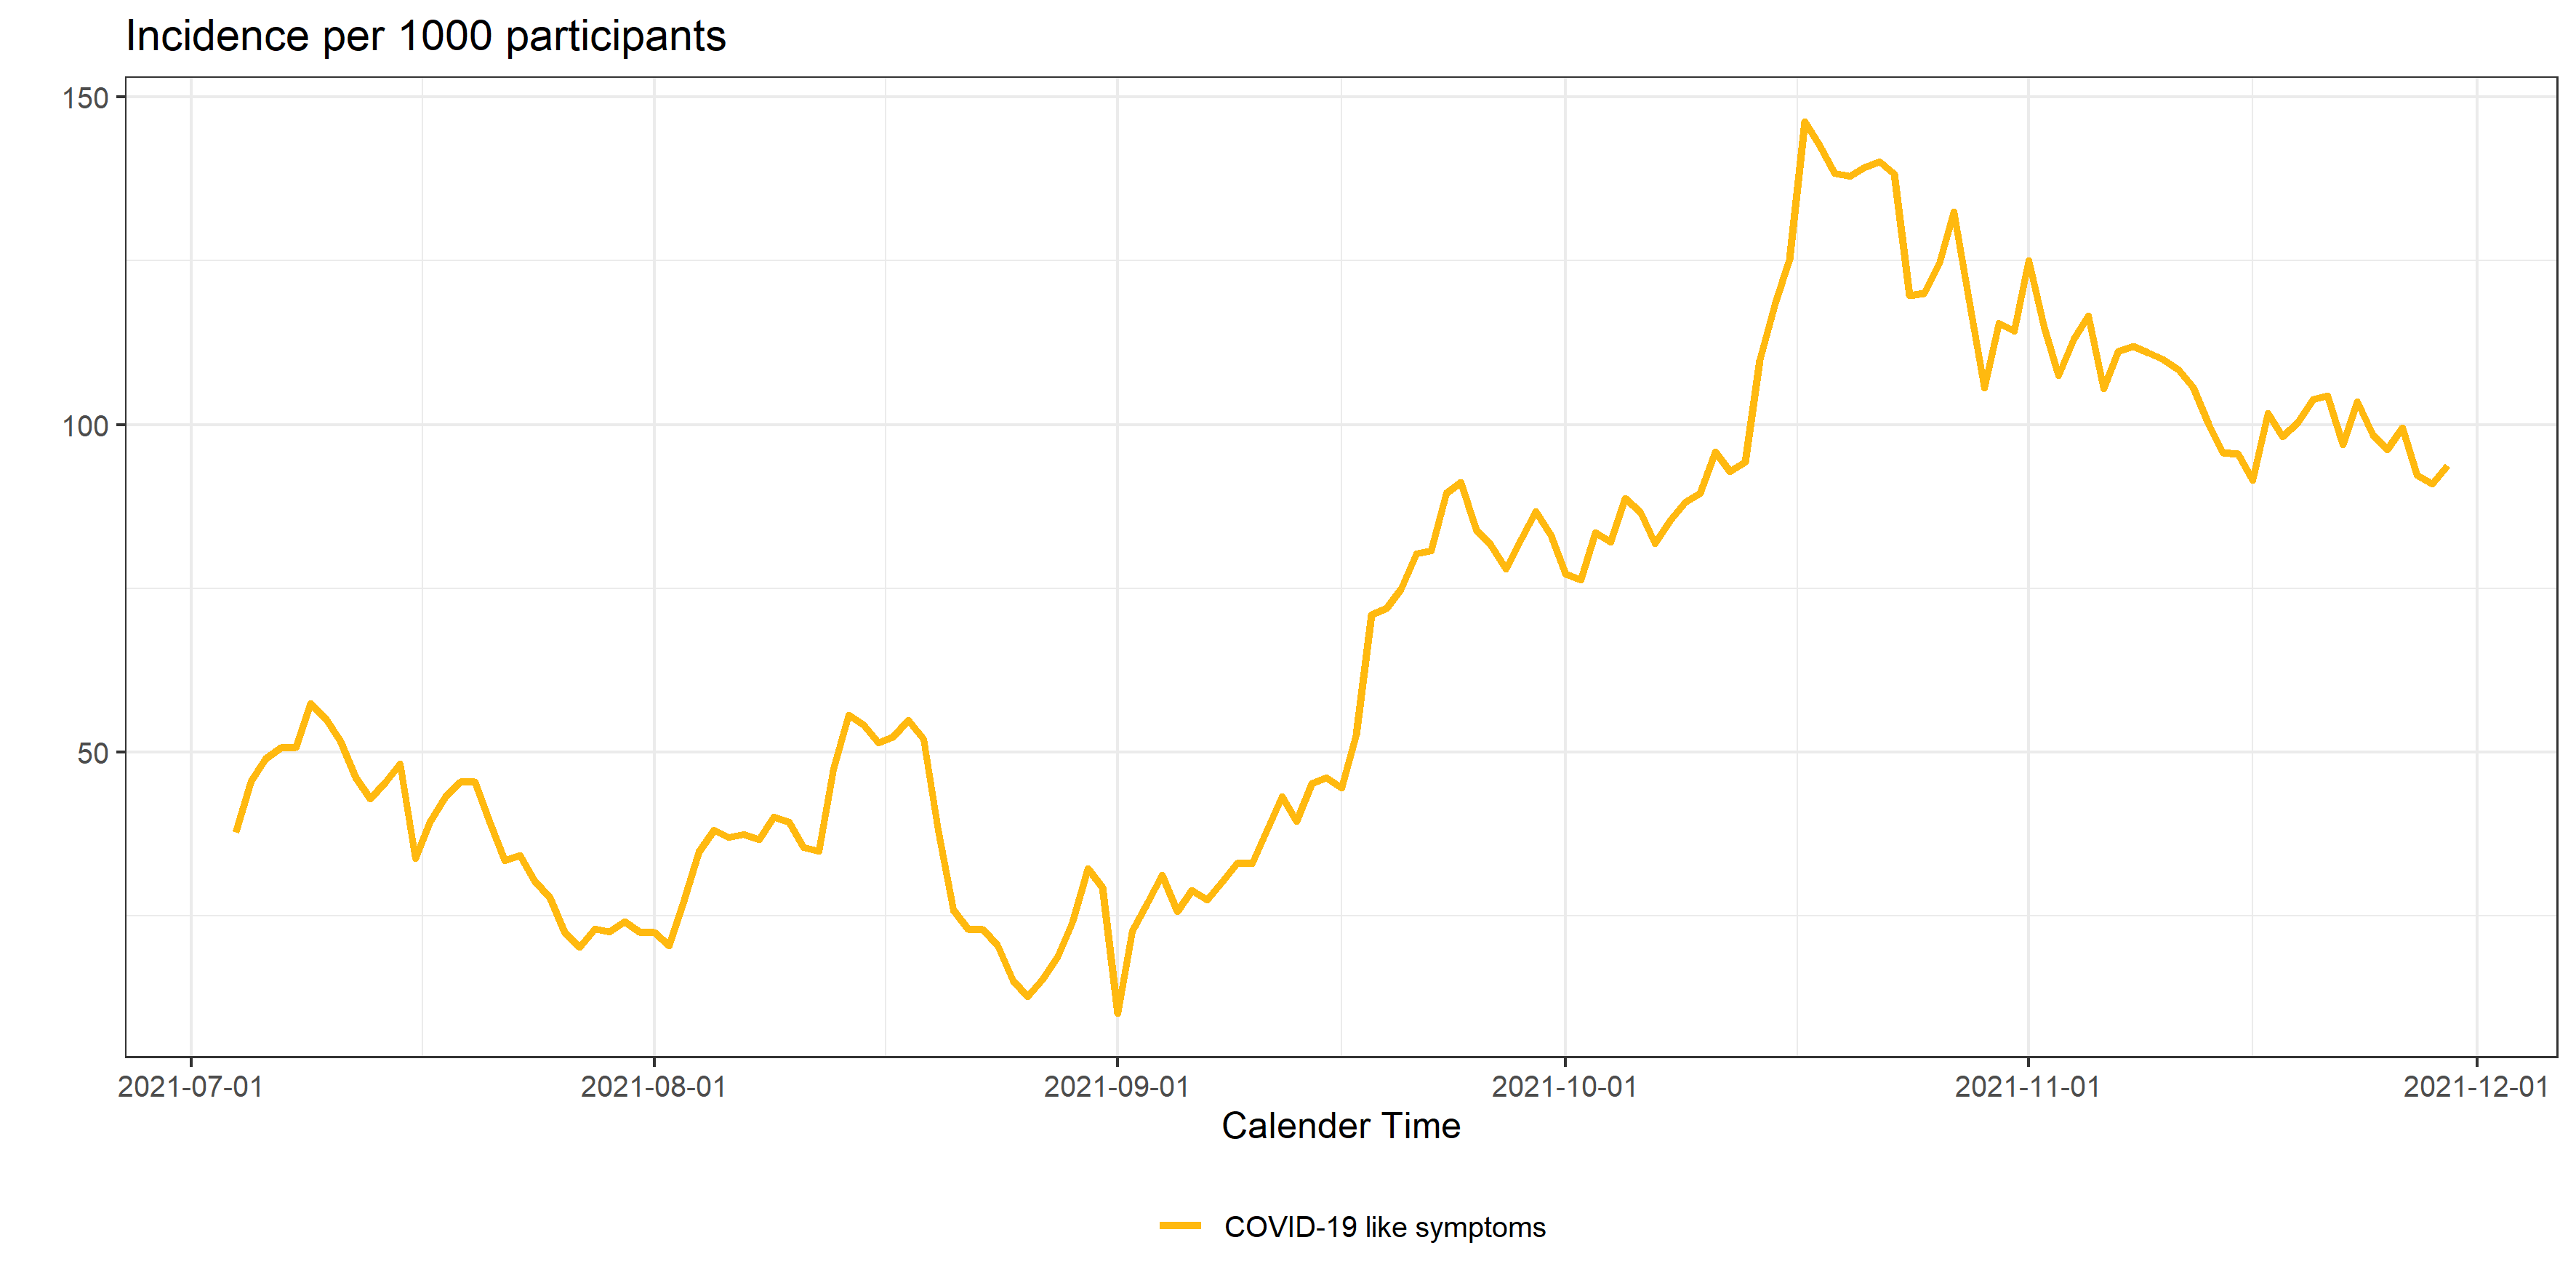 Incidence per 1000 participants
150
100
50
2021-07-01 2021-08-01 2021-09-01 2021-10-01 2021-11-01 2021-12-01
Calender Time
COVID-19 like symptoms